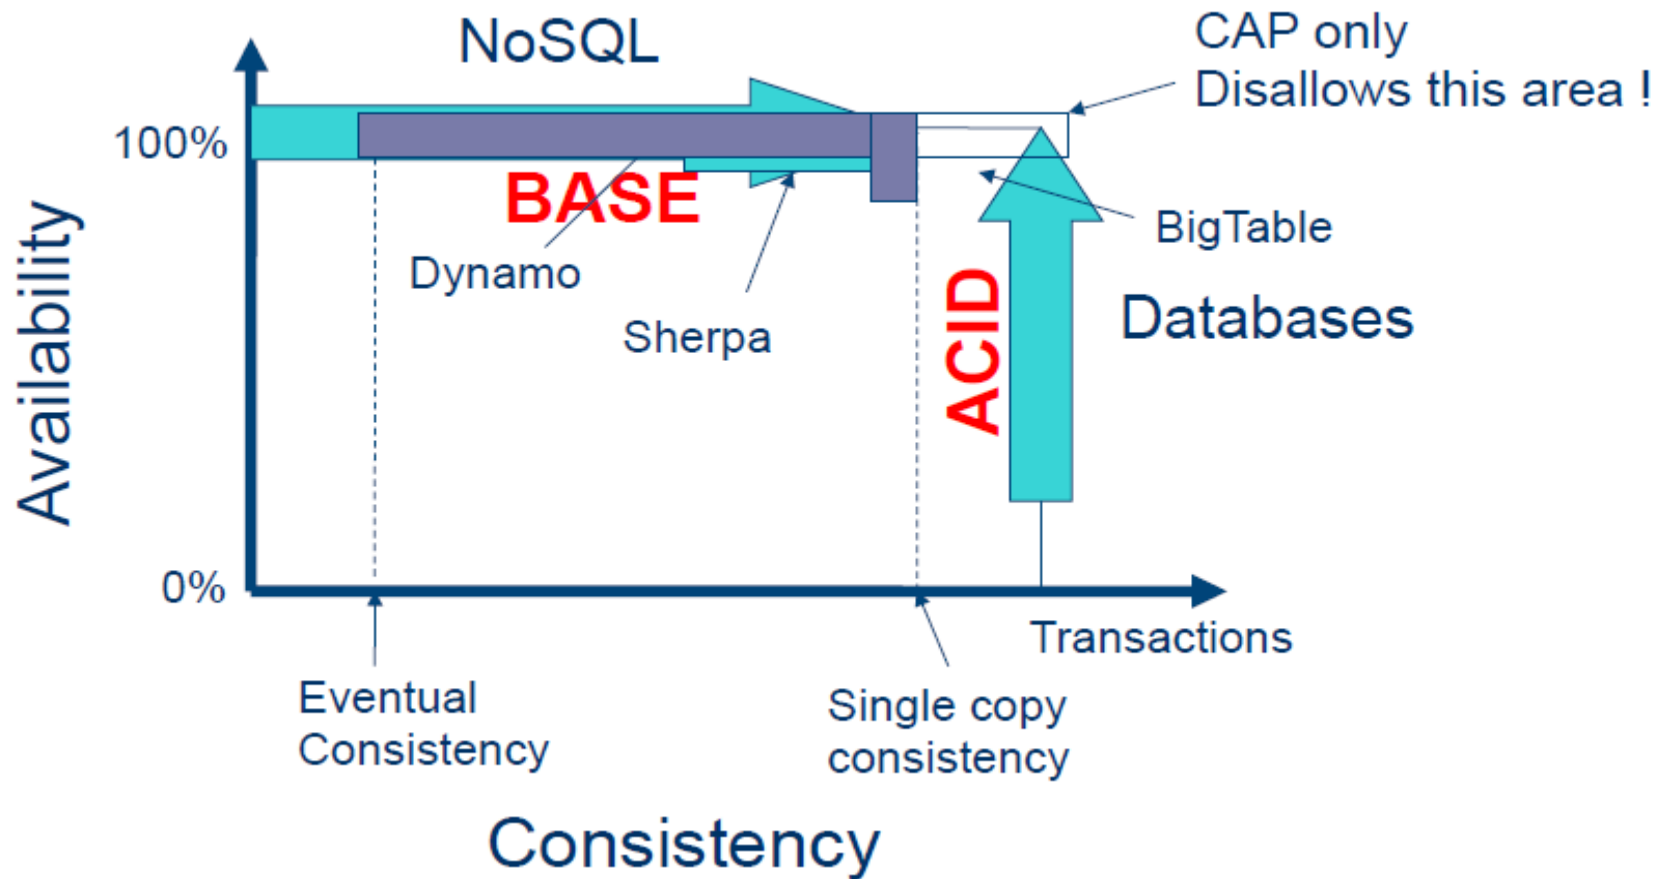 NoSQL
CAP only
Disallows this area !
100%
BASE
BigTable
Dynamo
Sherpa
ACID
Databases
Availability
0%
Transactions
Eventual
Consistency
Single copy
consistency
Consistency